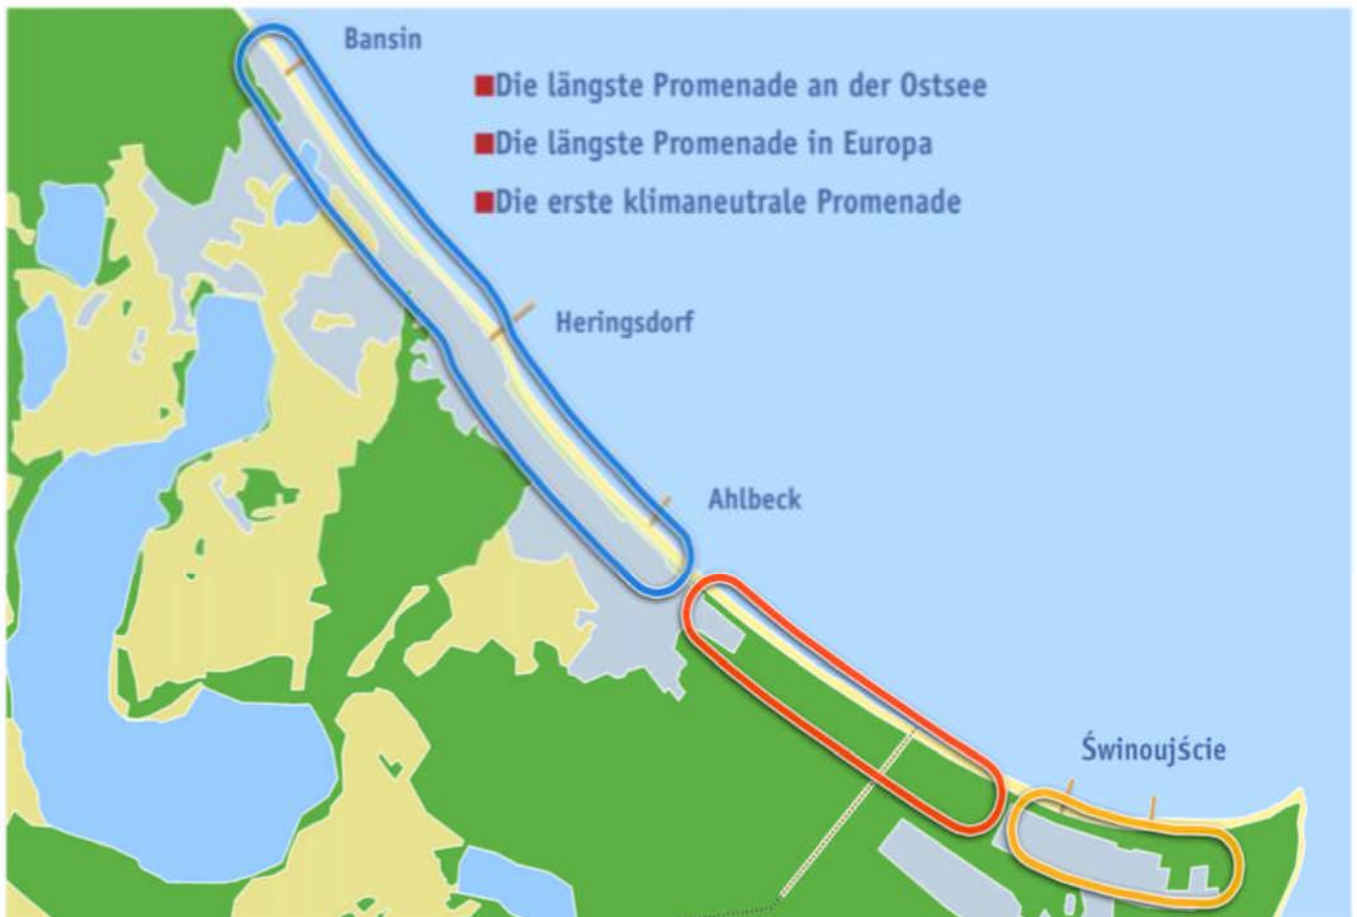 Bansin
■Die längste Promenade an der Ostsee
■Die längste Promenade in Europa
■Die erste klimaneutrale Promenade
Heringsdorf
Ahlbeck
Świnoujście